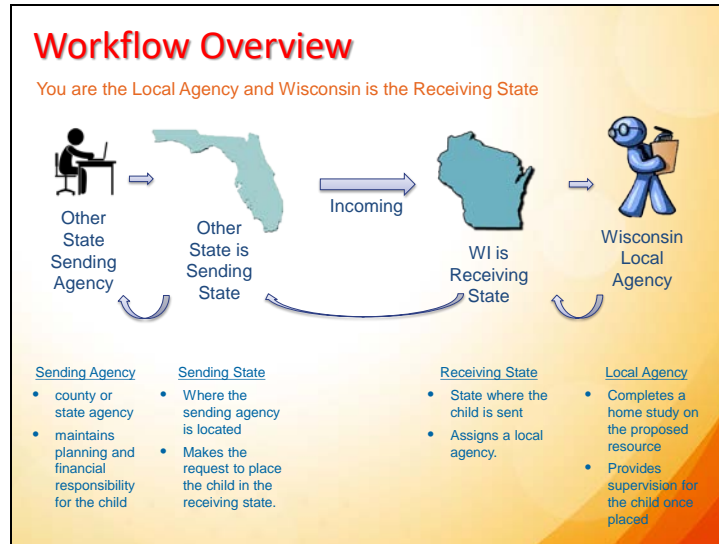 Workflow Overview
You are the Local Agency and Wisconsin is the Receiving State
Other
State
Sending
Agency
Other
State is
Sending
State
Incoming
WI is
Receiving
State
Wisconsin
Local
Agency
Sending Agency
• county or
state agency
• maintains
planning and
financial
responsibility
for the child
Sending State
• Where the
sending agency
is located
• Makes the
request to place
the child in the
receiving state.
Receiving State
• State where the
child is sent
• Assigns a local
agency.
Local Agency
• Completes a
home study on
the proposed
resource
• Provides
supervision for
the child once
placed